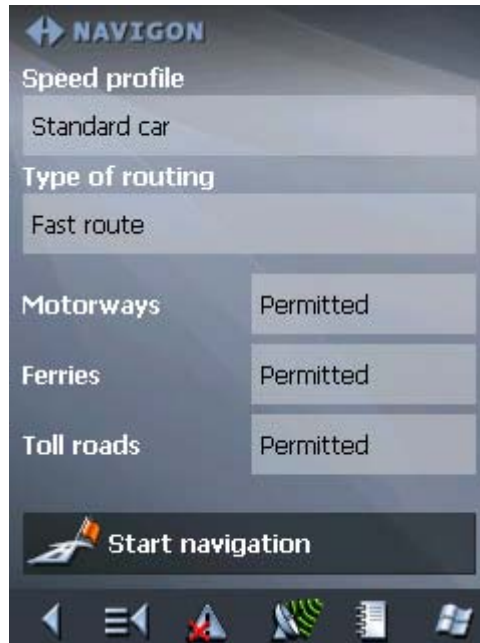 NAVIGON
Speed profile
Standard car
Type of routing
Fast route
Motorways Permitted
Ferries Permitted
Toll roads Permitted
Start navigation